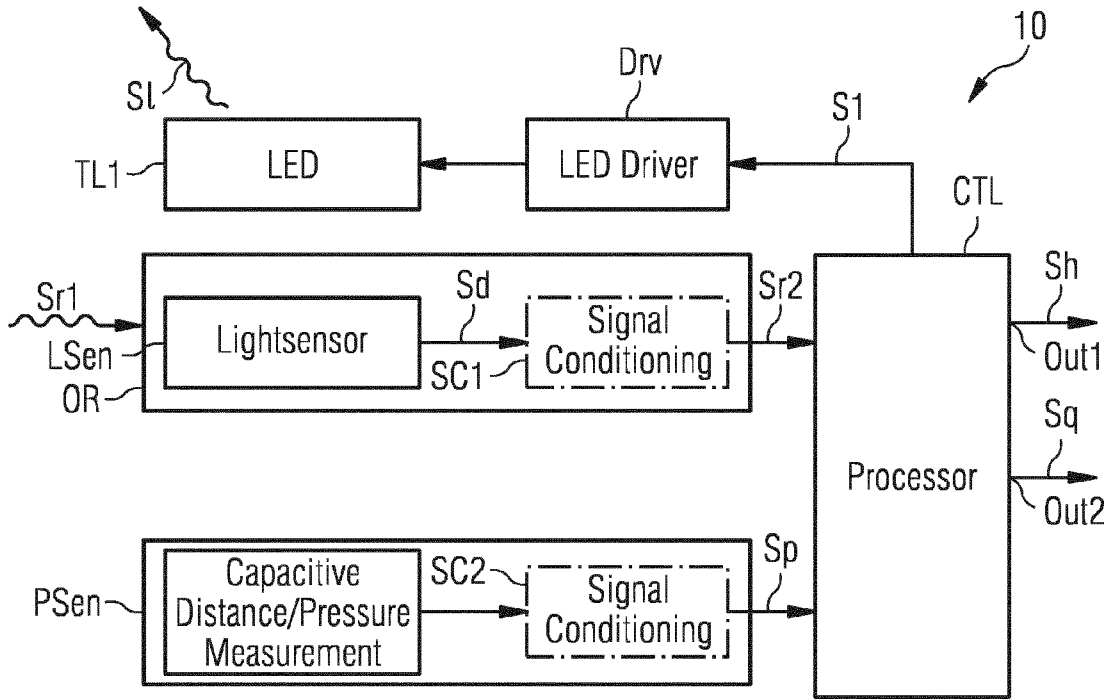 10
Sl
Drv
S1
TL1
LED
LED Driver
CTL
Sr1
Sd
Sr2
Sh
LSen
Lightsensor
SC1
Signal
Conditioning
Out1
OR
Sq
Processor
Out2
PSen
Capacitive
Distance/Pressure
Measurement
SC2
Signal
Conditioning
Sp